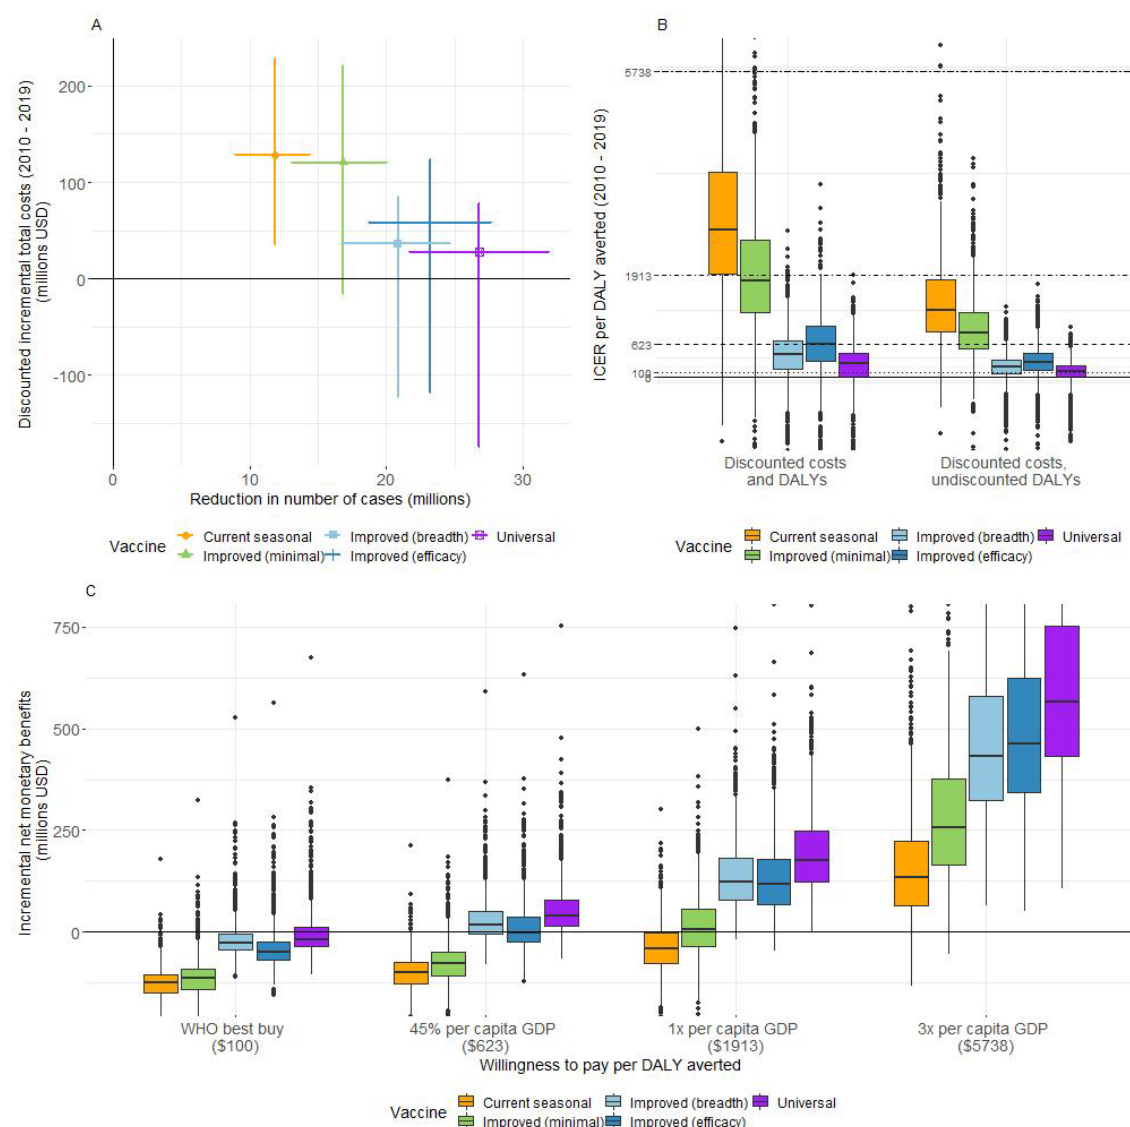 A
Discounted incremental total costs (2010 - 2019)
(millions USD)
200
100
0
-100
0
10
20
30
Reduction in number of cases (millions)
Vaccine
Current seasonal
Improved (breadth)
Universal
Improved (minimal)
Improved (efficacy)
B
ICER per DALY averted (2010 - 2019)
5738
1913
623
100
0
Discounted costs
and DALYs
Discounted costs,
undiscounted DALYs
Vaccine
Current seasonal
Improved (breadth)
Universal
Improved (minimal)
Improved (efficacy)
C
Incremental net monetary benefits
(millions USD)
750
500
250
0
WHO best buy
($100)
45% per capita GDP
($623)
1x per capita GDP
($1913)
3x per capita GDP
($5738)
Willingness to pay per DALY averted
Vaccine
Current seasonal
Improved (breadth)
Universal
Improved (minimal)
Improved (efficacy)